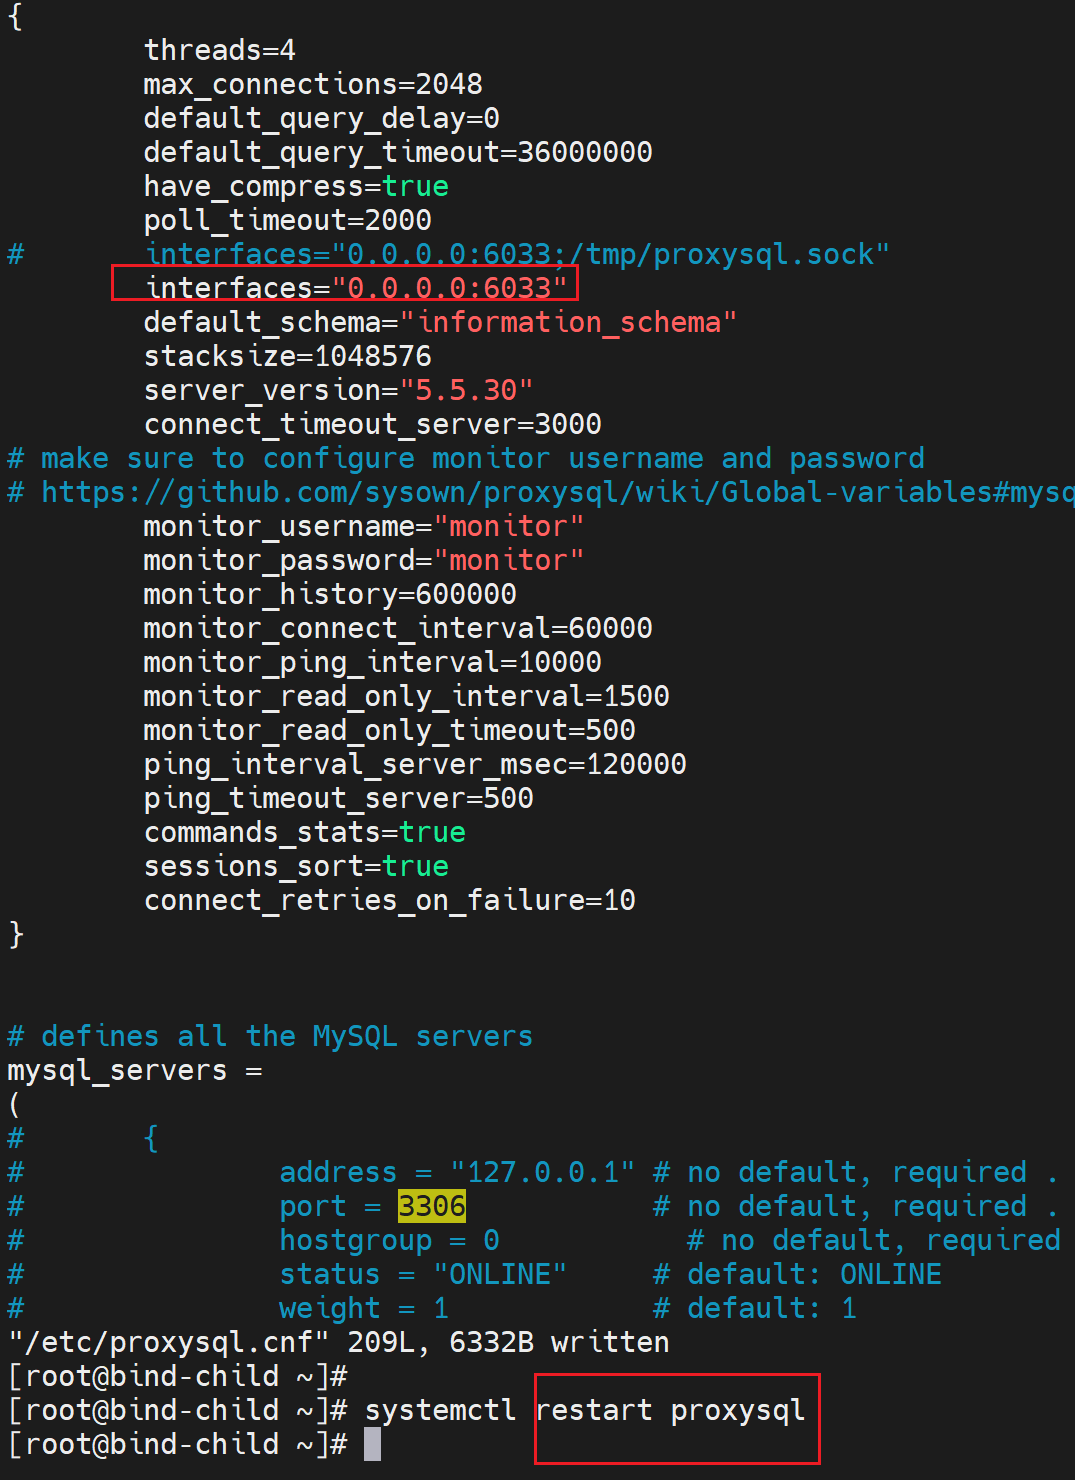 {
        threads=4
        max_connections=2048
        default_query_delay=0
        default_query_timeout=36000000
        have_compress=true
        poll_timeout=2000
#       interfaces="0.0.0.0:6033;/tmp/proxysql.sock"
        interfaces="0.0.0.0:6033"
        default_schema="information_schema"
        stacksize=1048576
        server_version="5.5.30"
        connect_timeout_server=3000
# make sure to configure monitor username and password
# https://github.com/sysown/proxysql/wiki/Global-variables#mysq
        monitor_username="monitor"
        monitor_password="monitor"
        monitor_history=600000
        monitor_connect_interval=60000
        monitor_ping_interval=10000
        monitor_read_only_interval=1500
        monitor_read_only_timeout=500
        ping_interval_server_msec=120000
        ping_timeout_server=500
        commands_stats=true
        sessions_sort=true
        connect_retries_on_failure=10
}
# defines all the MySQL servers
mysql_servers =
(
#       {
#               address = "127.0.0.1" # no default, required .
#               port = 3306           # no default, required .
#               hostgroup = 0           # no default, required
#               status = "ONLINE"     # default: ONLINE
#               weight = 1            # default: 1
"/etc/proxysql.cnf" 209L, 6332B written
[root@bind-child ~]#
[root@bind-child ~]# systemctl restart proxysql
[root@bind-child ~]#